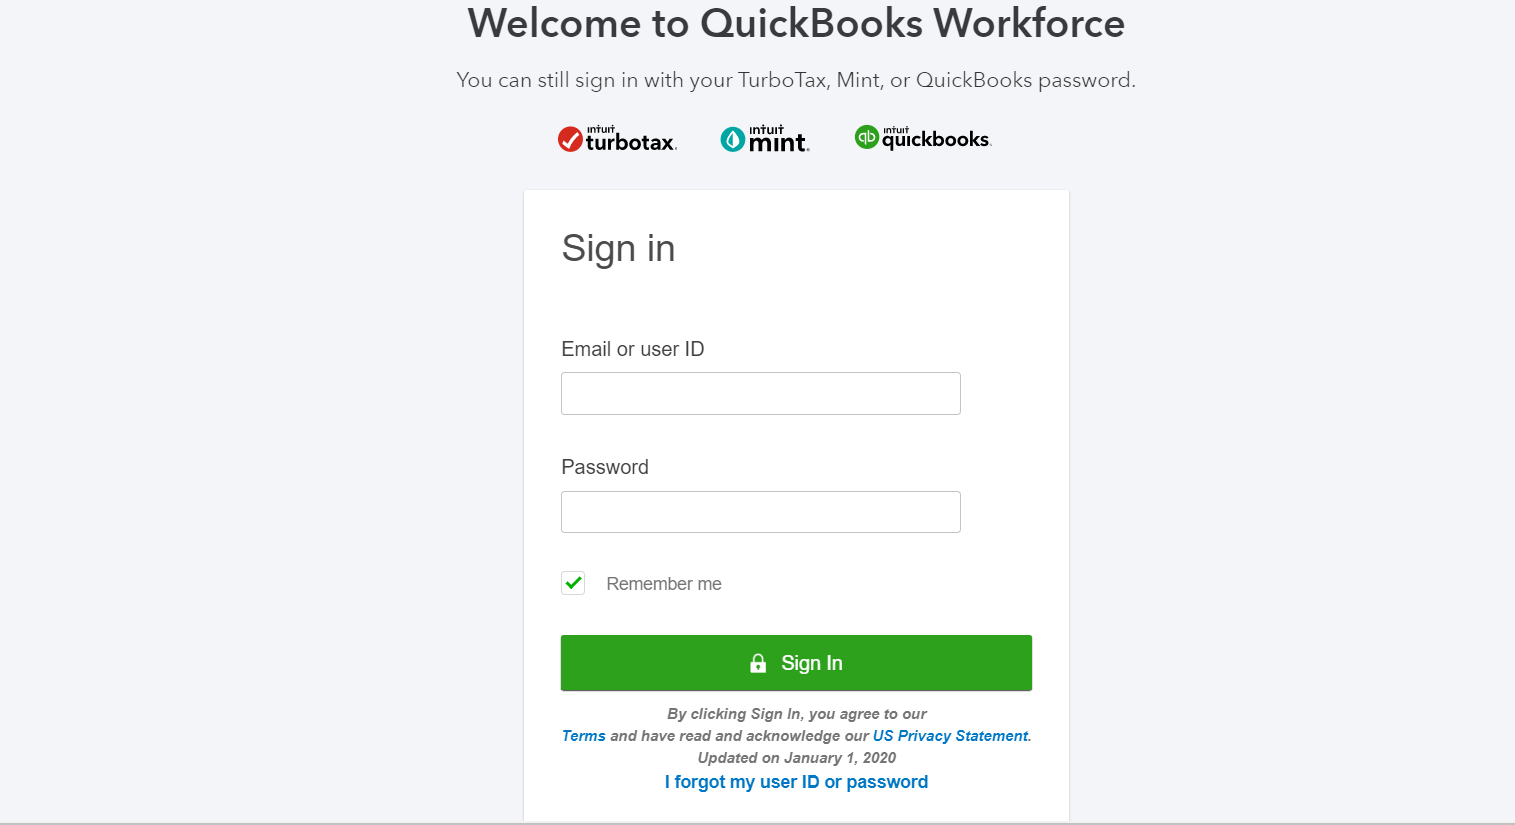 Welcome to QuickBooks Workforce
You can still sign in with your TurboTax, Mint, or QuickBooks password.
intuit turbotax. intuit mint. intuit quickbooks.
Sign in
Email or user ID
Password
Remember me
Sign In
By clicking Sign In, you agree to our
Terms and have read and acknowledge our US Privacy Statement.
Updated on January 1, 2020
I forgot my user ID or password